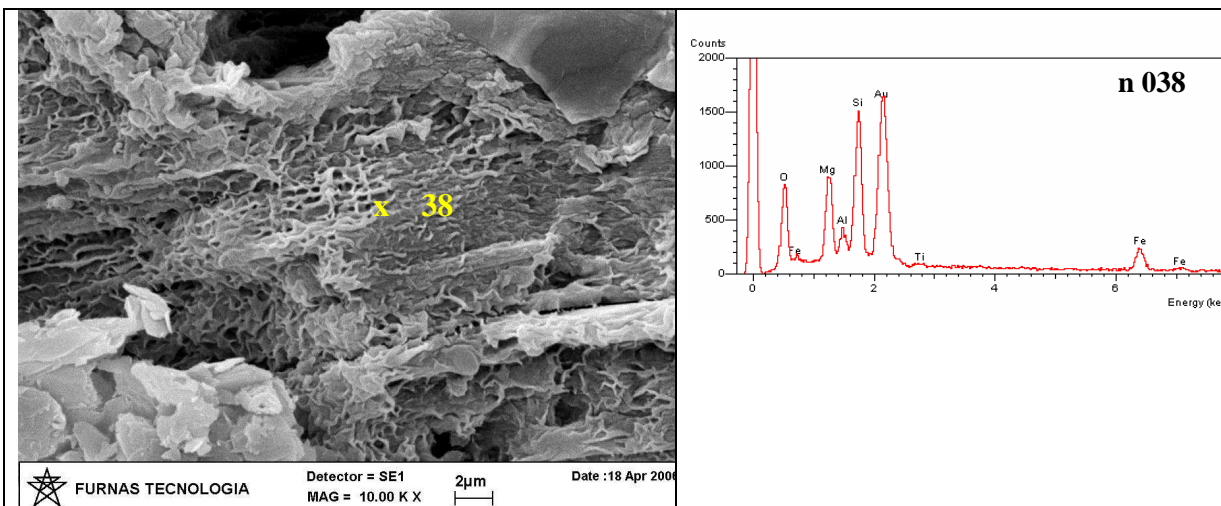 x 38
FURNAS TECNOLOGIA
Detector = SE1
MAG = 10.00 K X
2µm
Date :18 Apr 2006
Counts
2000
1500
1000
500
0
n 038
O
Fe
Mg
Al
Si
Au
Ti
Fe
Fe
0 2 4 6
Energy (ke